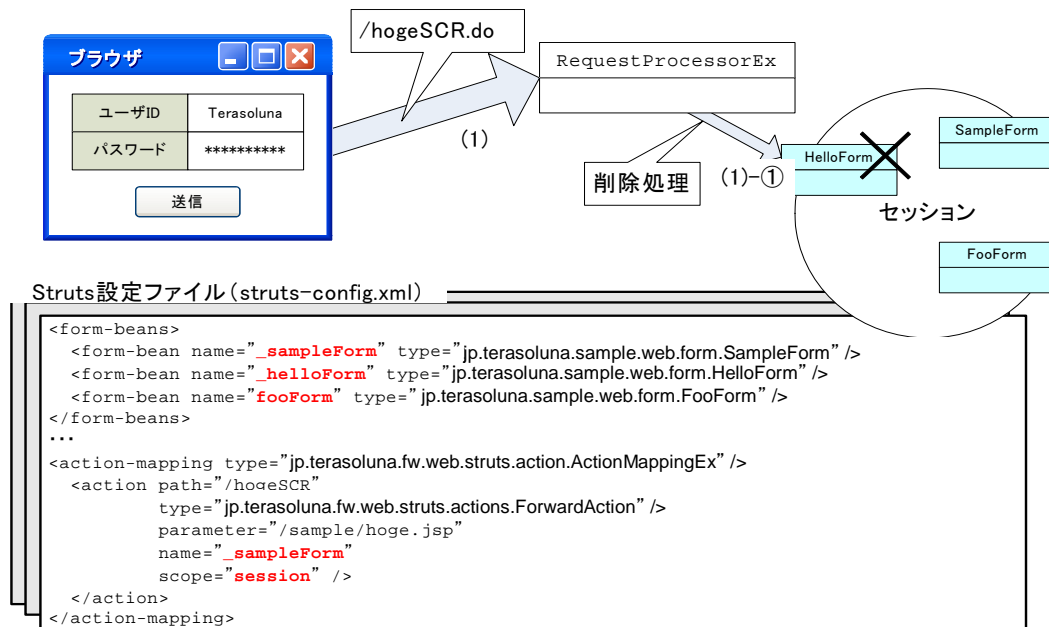 /hogeSCR.do
ブラウザ
ユーザID
Terasoluna
パスワード
**********
送信
(1)
RequestProcessorEx
削除処理
(1)-①
HelloForm
SampleForm
セッション
FooForm
Struts設定ファイル(struts-config.xml)
<form-beans>
<form-bean name="_sampleForm" type="jp.terasoluna.sample.web.form.SampleForm" />
<form-bean name="_helloForm" type="jp.terasoluna.sample.web.form.HelloForm" />
<form-bean name="fooForm" type="jp.terasoluna.sample.web.form.FooForm" />
</form-beans>
・・・
<action-mapping type="jp.terasoluna.fw.web.struts.action.ActionMappingEx" />
<action path="/hogeSCR"
type="jp.terasoluna.fw.web.struts.actions.ForwardAction" />
parameter="/sample/hoge.jsp"
name="_sampleForm"
scope="session" />
</action>
</action-mapping>